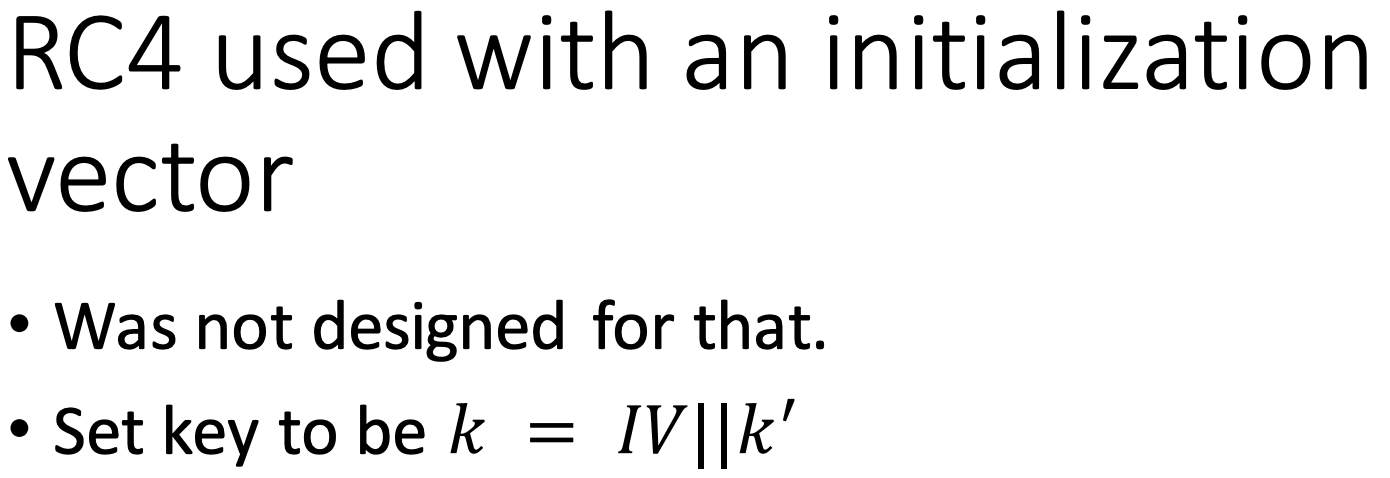 RC4 used with an initialization
vector
• Was not designed for that.
• Set key to be k = IV||k′